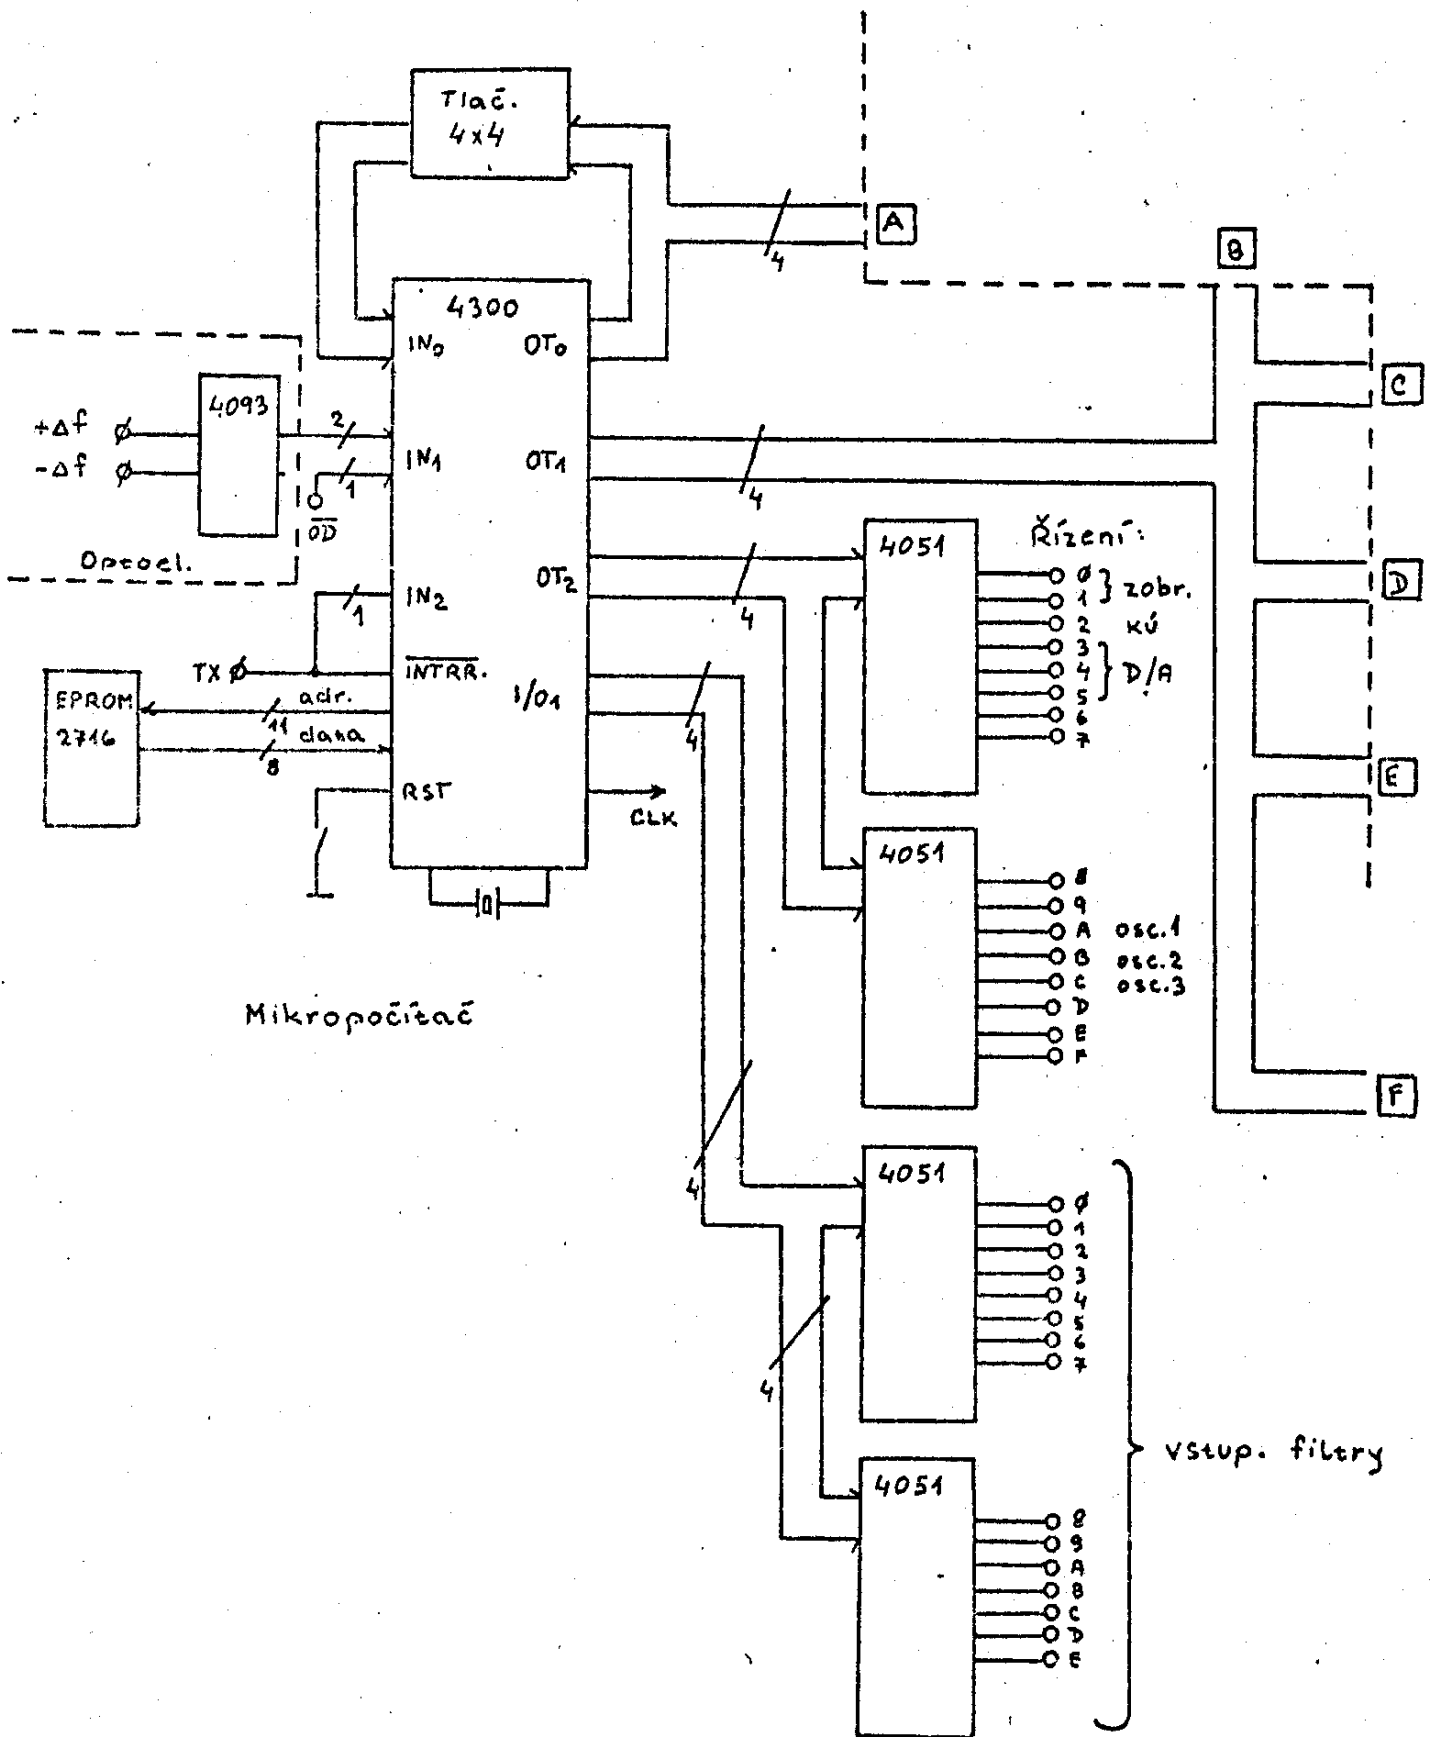 Tlač.
4x4
A
4
B
4300
IN0
OT0
C
4093
+Δf
-Δf
2
IN1
1
OD
OT1
4
Optoel.
4051
Řízení:
0
1
zobr.
2
KÚ
3
4
5
D/A
6
7
D
OT2
4
IN2
1
TX
INTRR.
I/O1
4
EPROM
2716
adr.
11
data
8
RST
CLK
E
4051
8
9
A osc.1
B osc.2
C osc.3
D
E
F
Mikropočítač
F
4
4051
0
1
2
3
4
5
6
7
4
vstup. filtry
4051
8
9
A
B
C
D
E